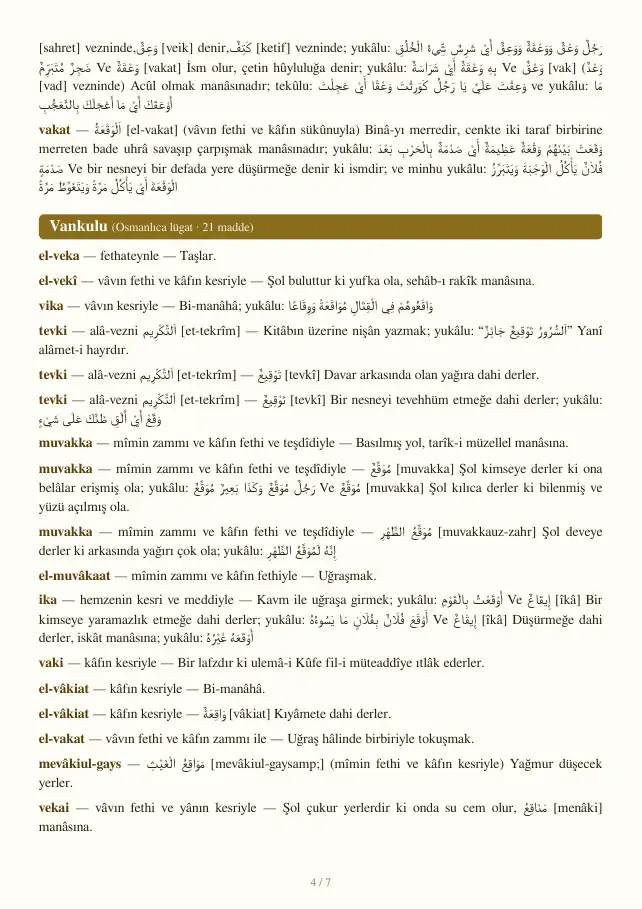 [sahret] vezninde,وَعِقٌ [veik] denir,كَتِفٌ [ketif] vezninde; yukâlu: رَجُلٌ وَعْقٌ وَوَعْقَةٌ وَوَعِقٌ أَيْ شَرِسٌ سَيِّءُ الْخُلُقِ
ضَجِرٌ مُتَبَرِّمٌ Ve وَعْقَةٌ [vakat] İsm olur, çetin hûyluluğa denir; yukâlu: بِهِ وَعْقَةٌ أَيْ شَرَاسَةٌ Ve وَعْقٌ [vak] (وَعْدٌ
[vad] vezninde) Acûl olmak manâsınadır; tekûlu: وَعِقْتَ عَلَيَّ يَا رَجُلُ أَيْ عَجِلْتَ ve yukâlu: مَا
أَوْعَقَكَ أَيْ مَا أَعْجَلَكَ بِالتَّعَجُّبِ
vakat — اَلْوَقْعَةُ [el-vakat] (vâvın fethi ve kâfın sükûnuyla) Binâ-yı merredir, cenkte iki taraf birbirine
merreten bade uhrâ savaşıp çarpışmak manâsınadır; yukâlu: وَقَعَتْ بَيْنَهُمْ وَقْعَةٌ عَظِيمَةٌ أَيْ صَدْمَةٌ بِالْحَرْبِ بَعْدَ
صَدْمَةٍ Ve bir nesneyi bir defada yere düşürmeğe denir ki ismdir; ve minhu yukâlu: فُلَانٌ يَأْكُلُ الْوَجْبَةَ وَيَتَبَرَّزُ
الْوَقْعَةَ أَيْ يَأْكُلُ مَرَّةً وَيَتَغَوَّطُ مَرَّةً
Vankulu (Osmanlıca lügat · 21 madde)
el-veka — fethateynle — Taşlar.
el-vekî — vâvın fethi ve kâfın kesriyle — Şol buluttur ki yufka ola, sehâb-ı rakîk manâsına.
vika — vâvın kesriyle — Bi-manâhâ; yukâlu: وَاقَعُوهُمْ فِى الْقِتَالِ مُوَاقَعَةً وَوِقَاعًا
tevki — alâ-vezni اَلتَّكْرِيم [et-tekrîm] — Kitâbın üzerine nişân yazmak; yukâlu: “اَلسُّرُورُ تَوْقِيعٌ جَائِزٌ” Yanî
alâmet-i hayrdır.
tevki — alâ-vezni اَلتَّكْرِيم [et-tekrîm] — تَوْقِيعٌ [tevkî] Davar arkasında olan yağıra dahi derler.
tevki — alâ-vezni اَلتَّكْرِيم [et-tekrîm] — تَوْقِيعٌ [tevkî] Bir nesneyi tevehhüm etmeğe dahi derler; yukâlu:
وَقِّعْ أَيْ أَلْقِ ظَنَّكَ عَلَى شَيْءٍ
muvakka — mîmin zammı ve kâfın fethi ve teşdîdiyle — Basılmış yol, tarîk-i müzellel manâsına.
muvakka — mîmin zammı ve kâfın fethi ve teşdîdiyle — مُوَقَّعٌ [muvakka] Şol kimseye derler ki ona
belâlar erişmiş ola; yukâlu: رَجُلٌ مُوَقَّعٌ وَكَذَا بَعِيرٌ مُوَقَّعٌ Ve مُوَقَّعٌ [muvakka] Şol kılıca derler ki bilenmiş ve
yüzü açılmış ola.
muvakka — mîmin zammı ve kâfın fethi ve teşdîdiyle — مُوَقَّعُ الظَّهْرِ [muvakkauz-zahr] Şol deveye
derler ki arkasında yağırı çok ola; yukâlu: إِنَّهُ لَمُوَقَّعُ الظَّهْرِ
el-muvâkaat — mîmin zammı ve kâfın fethiyle — Uğraşmak.
ika — hemzenin kesri ve meddiyle — Kavm ile uğraşa girmek; yukâlu: أَوْقَعْتُ بِالْقَوْمِ Ve إِيقَاعٌ [îkâ] Bir
kimseye yaramazlık etmeğe dahi derler; yukâlu: أَوْقَعَ فُلَانٌ بِفُلَانٍ مَا يَسُوءُهُ Ve إِيقَاعٌ [îkâ] Düşürmeğe dahi
derler, iskât manâsına; yukâlu: أَوْقَعَهُ غَيْرُهُ
vaki — kâfın kesriyle — Bir lafzdır ki ulemâ-i Kûfe fil-i müteaddîye ıtlâk ederler.
el-vâkiat — kâfın kesriyle — Bi-manâhâ.
el-vâkiat — kâfın kesriyle — وَاقِعَةٌ [vâkiat] Kıyâmete dahi derler.
el-vakat — vâvın fethi ve kâfın zammı ile — Uğraş hâlinde birbiriyle tokuşmak.
mevâkiul-gays — مَوَاقِعُ الْغَيْثِ [mevâkiul-gaysamp;] (mîmin fethi ve kâfın kesriyle) Yağmur düşecek
yerler.
vekai — vâvın fethi ve yânın kesriyle — Şol çukur yerlerdir ki onda su cem olur, مَنَاقِعُ [menâki]
manâsına.
4 / 7